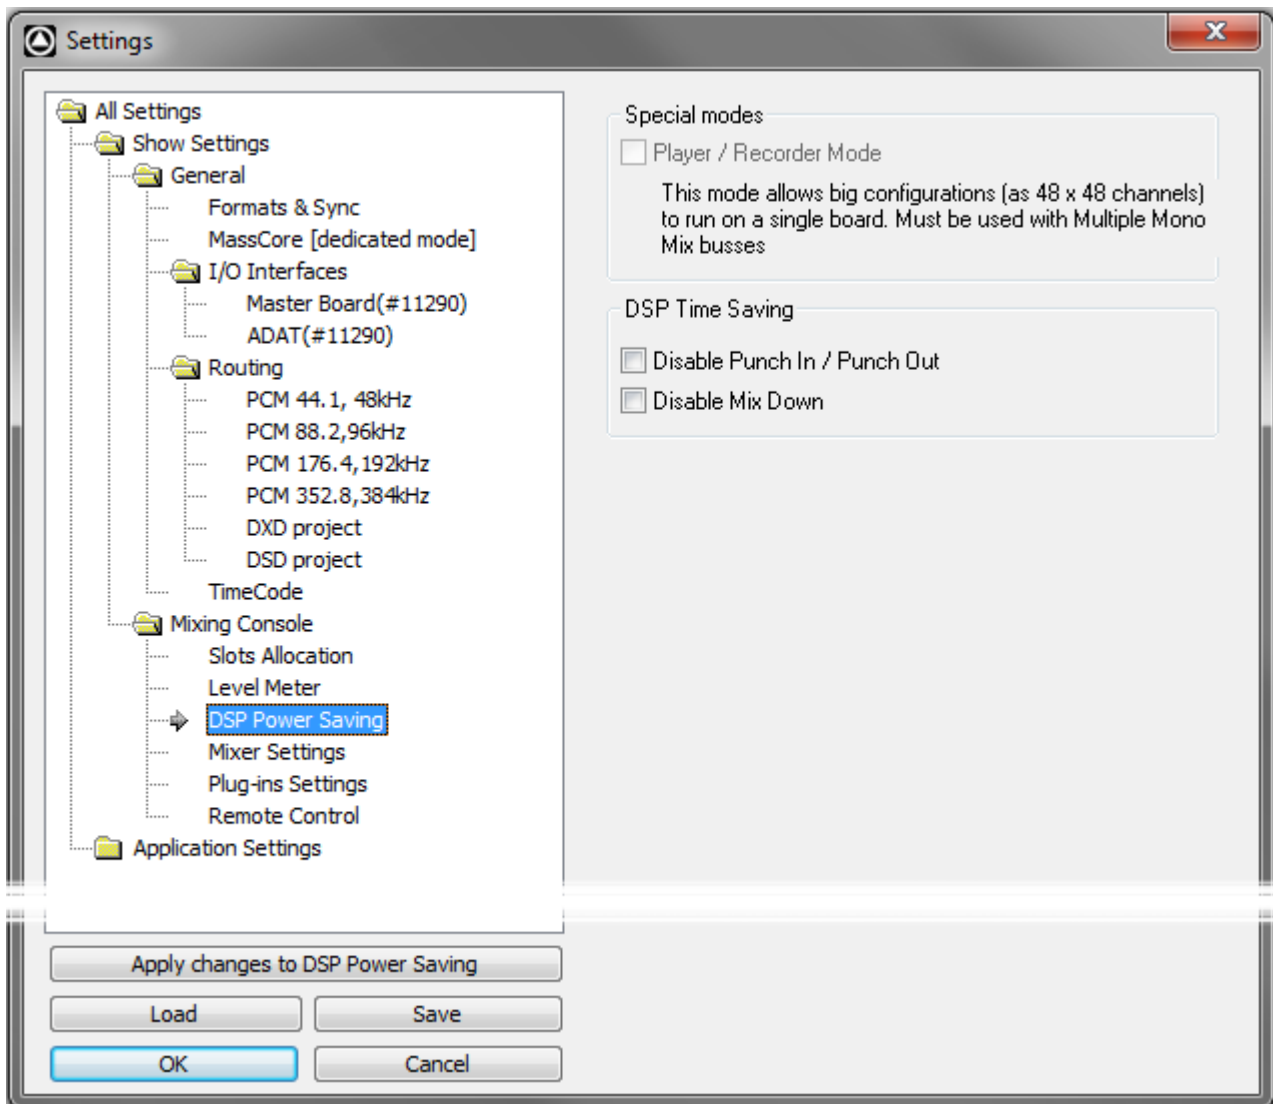 Settings
All Settings
Show Settings
General
Formats & Sync
MassCore [dedicated mode]
I/O Interfaces
Master Board(#11290)
ADAT(#11290)
Routing
PCM 44.1, 48kHz
PCM 88.2,96kHz
PCM 176.4,192kHz
PCM 352.8,384kHz
DXD project
DSD project
TimeCode
Mixing Console
Slots Allocation
Level Meter
DSP Power Saving
Mixer Settings
Plug-ins Settings
Remote Control
Application Settings
Apply changes to DSP Power Saving
Load
Save
OK
Cancel
Special modes
Player / Recorder Mode
This mode allows big configurations (as 48 x 48 channels)
to run on a single board. Must be used with Multiple Mono
Mix busses
DSP Time Saving
Disable Punch In / Punch Out
Disable Mix Down